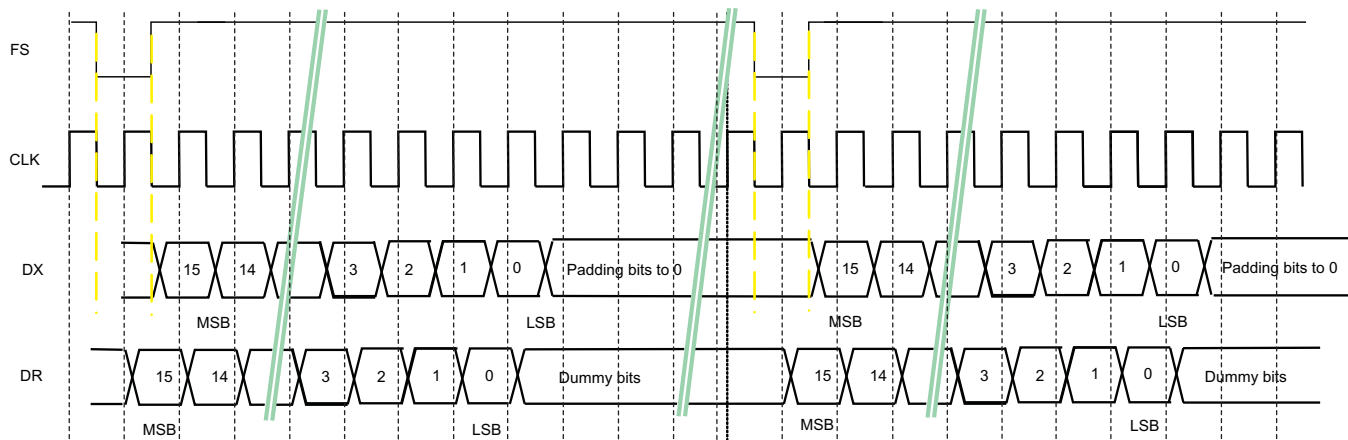 FS
CLK
DX 15 14 3 2 1 0 Padding bits to 0 15 14 3 2 1 0 Padding bits to 0
MSB LSB MSB LSB
DR 15 14 3 2 1 0 Dummy bits 15 14 3 2 1 0 Dummy bits
MSB LSB MSB LSB